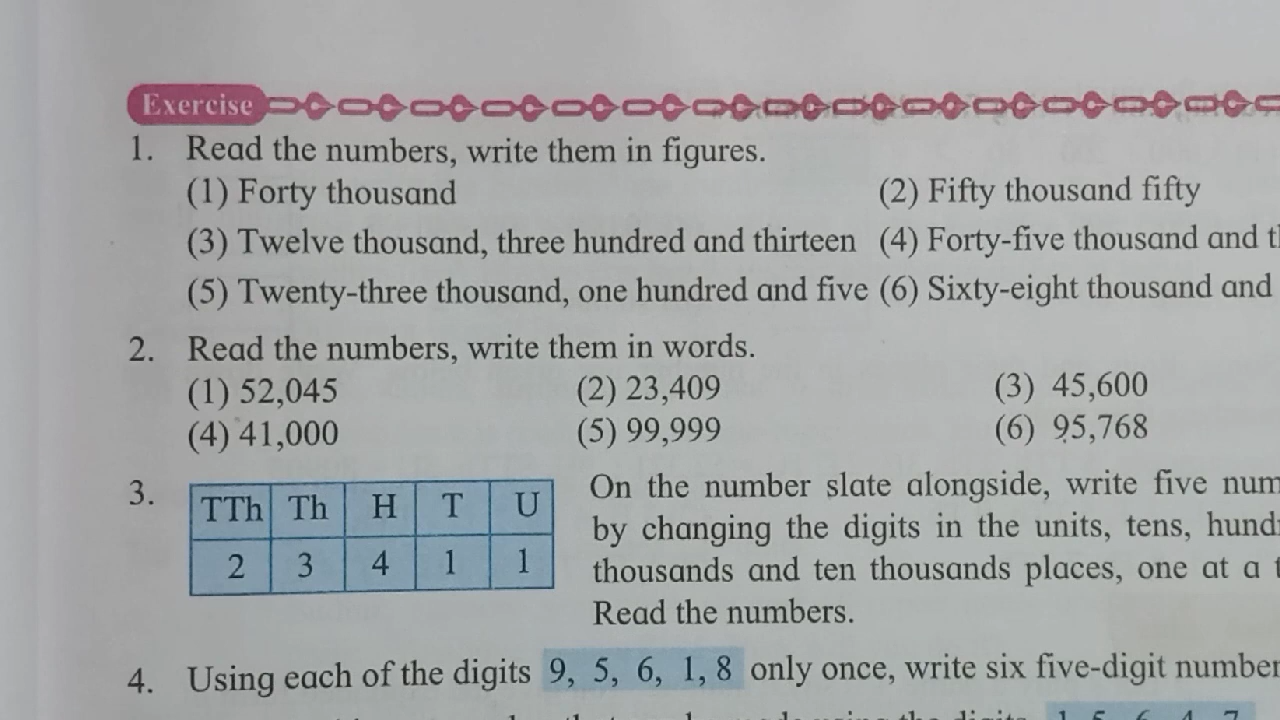 Exercise
1. Read the numbers, write them in figures.
(1) Forty thousand (2) Fifty thousand fifty
(3) Twelve thousand, three hundred and thirteen (4) Forty-five thousand and
(5) Twenty-three thousand, one hundred and five (6) Sixty-eight thousand and
2. Read the numbers, write them in words.
(1) 52,045 (2) 23,409 (3) 45,600
(4) 41,000 (5) 99,999 (6) 95,768
3. On the number slate alongside, write five
TTh Th H T U
by changing the digits in the units, tens,
2 3 4 1 1
thousands and ten thousands places, one at a
Read the numbers.
4. Using each of the digits 9, 5, 6, 1, 8 only once, write six five-digit